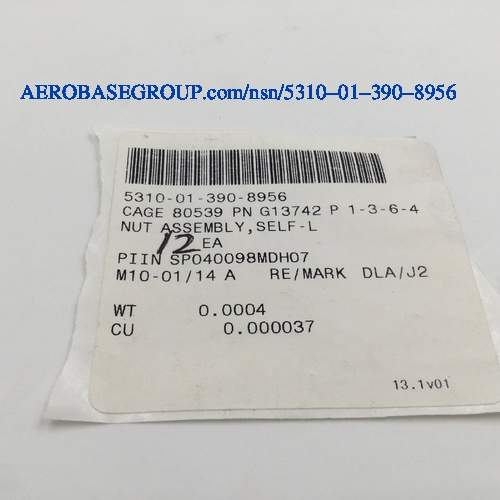 AEROBASEGROUP.com/nsn/5310-01-390-8956
5310-01-390-8956
CAGE 80539 PN G13742 P 1-3-6-4
NUT ASSEMBLY,SELF-L
12 EA
PIIN SP040098MDH07
M10-01/14 A RE/MARK DLA/J2
WT 0.0004
CU 0.000037
13.1v01